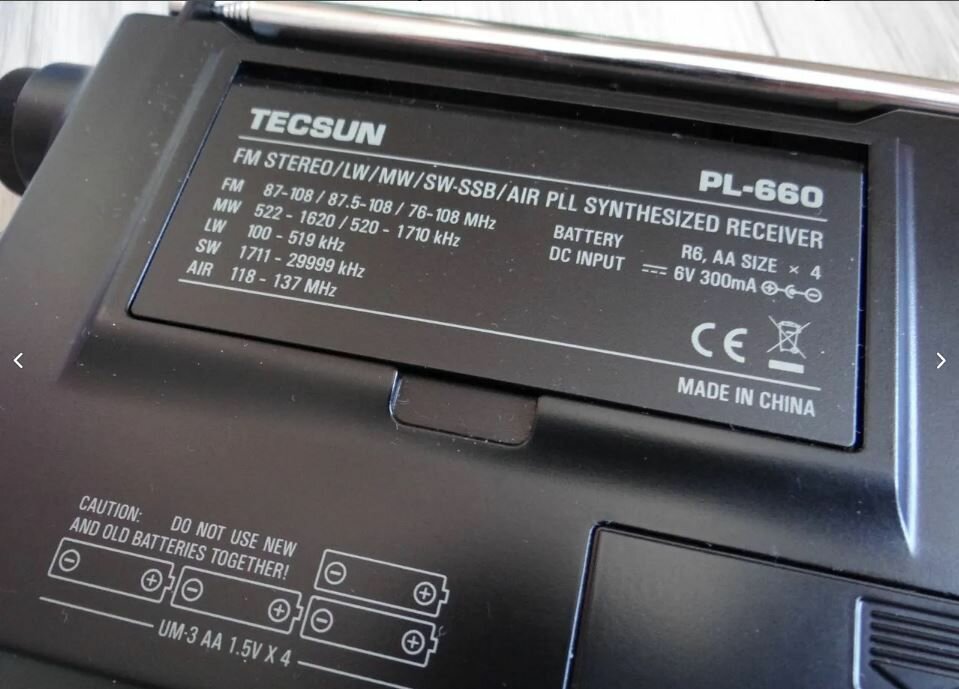 TECSUN
PL-660
FM STEREO/LW/MW/SW-SSB/AIR PLL SYNTHESIZED RECEIVER
FM 87-108 / 87.5-108 / 76-108 MHz
MW 522 - 1620 / 520 - 1710 kHz
LW 100 - 519 kHz
SW 1711 - 29999 kHz
AIR 118 - 137 MHz
BATTERY R6, AA SIZE × 4
DC INPUT 6V 300mA
CE
MADE IN CHINA
CAUTION: DO NOT USE NEW
AND OLD BATTERIES TOGETHER!
UM-3 AA 1.5V X 4